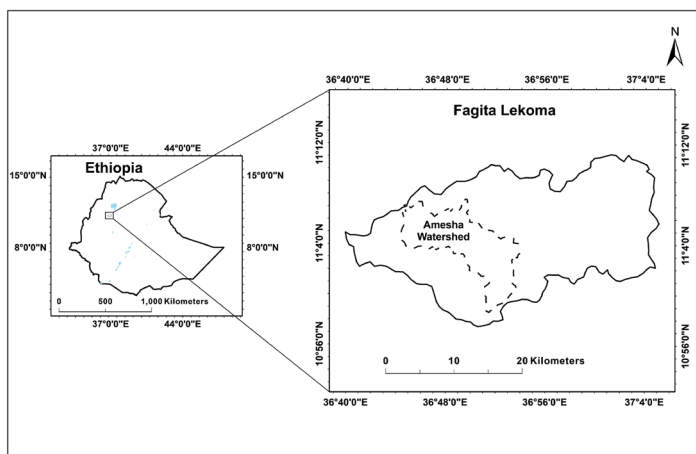 N
36°40'0"E 36°48'0"E 36°56'0"E 37°4'0"E
Fagita Lekoma
11°12'0"N 11°12'0"N
11°4'0"N 11°4'0"N
10°56'0"N 10°56'0"N
Amesha
Watershed
0 10 20 Kilometers
36°40'0"E 36°48'0"E 36°56'0"E 37°4'0"E
37°0'0"E 44°0'0"E
Ethiopia
15°0'0"N 15°0'0"N
8°0'0"N 8°0'0"N
0 500 1,000 Kilometers
37°0'0"E 44°0'0"E